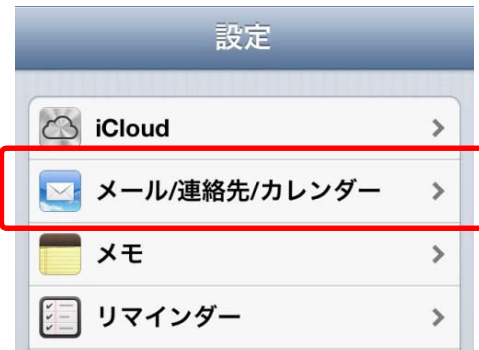 設定
iCloud
メール/連絡先/カレンダー
メモ
リマインダー